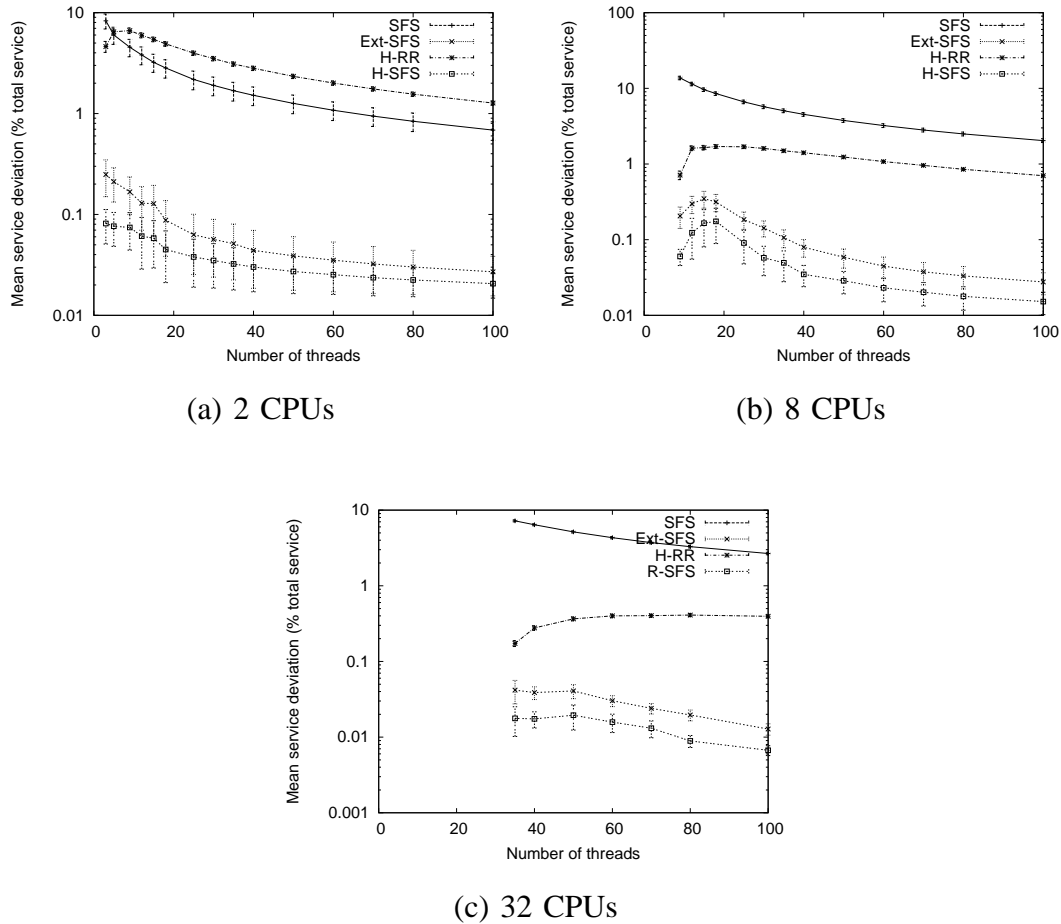 Mean service deviation (% total service)
10
1
0.1
0.01
0 20 40 60 80 100
Number of threads
SFS
Ext-SFS
H-RR
H-SFS
(a) 2 CPUs
Mean service deviation (% total service)
100
10
1
0.1
0.01
0 20 40 60 80 100
Number of threads
SFS
Ext-SFS
H-RR
H-SFS
(b) 8 CPUs
Mean service deviation (% total service)
10
1
0.1
0.01
0.001
0 20 40 60 80 100
Number of threads
SFS
Ext-SFS
H-RR
R-SFS
(c) 32 CPUs